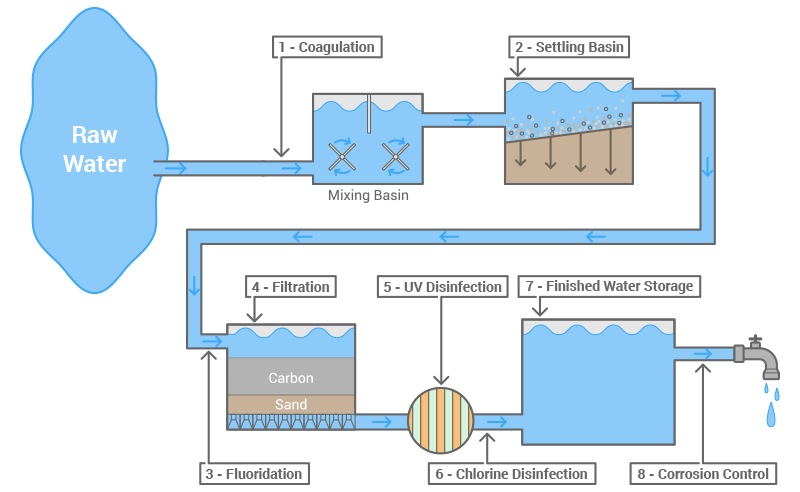 1 - Coagulation
2 - Settling Basin
Raw
Water
Mixing Basin
4 - Filtration
5 - UV Disinfection
7 - Finished Water Storage
Carbon
Sand
3 - Fluoridation
6 - Chlorine Disinfection
8 - Corrosion Control